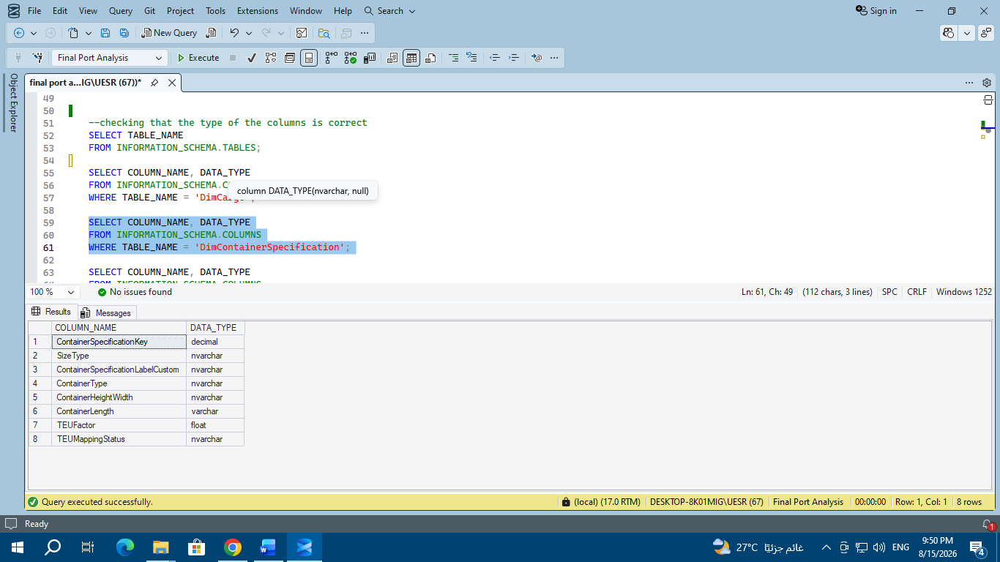 File Edit View Query Git Project Tools Extensions Window Help Search Sign in
New Query
Final Port Analysis Execute
Object Explorer
final port a...IG\UESR (67))*
49
50
51 --checking that the type of the columns is correct
52 SELECT TABLE_NAME
53 FROM INFORMATION_SCHEMA.TABLES;
54
55 SELECT COLUMN_NAME, DATA_TYPE
56 FROM INFORMATION_SCHEMA.
column DATA_TYPE(nvarchar, null)
57 WHERE TABLE_NAME =
58
59 SELECT COLUMN_NAME, DATA_TYPE
60 FROM INFORMATION_SCHEMA.COLUMNS
61 WHERE TABLE_NAME = 'DimContainerSpecification';
62
63 SELECT COLUMN_NAME, DATA_TYPE
FROM INFORMATION_SCHEMA.COLUMNS
100 % No issues found Ln: 61, Ch: 49 (112 chars, 3 lines) SPC CRLF Windows 1252
Results Messages
COLUMN_NAME DATA_TYPE
1 ContainerSpecificationKey decimal
2 SizeType nvarchar
3 ContainerSpecificationLabelCustom nvarchar
4 ContainerType nvarchar
5 ContainerHeightWidth nvarchar
6 ContainerLength varchar
7 TEUFactor float
8 TEUMappingStatus nvarchar
Query executed successfully. (local) (17.0 RTM) DESKTOP-8K01MIG\UESR (67) Final Port Analysis 00:00:00 Row: 1, Col: 1 8 rows
Ready 1
27°C غائم جزئيًا ENG 9:50 PM 4
8/15/2026